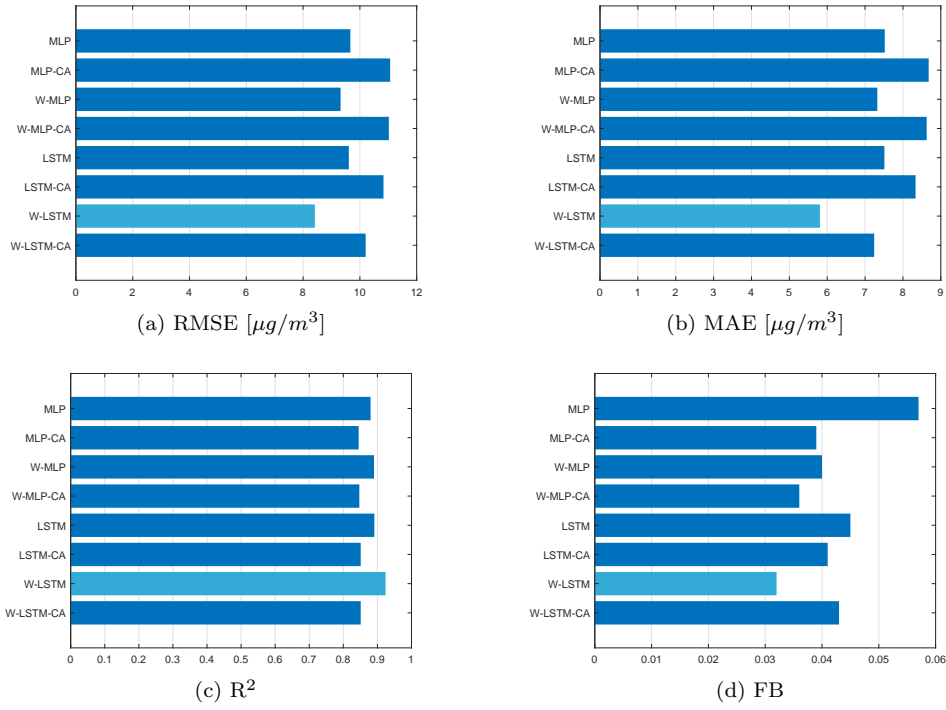 MLP
MLP-CA
W-MLP
W-MLP-CA
LSTM
LSTM-CA
W-LSTM
W-LSTM-CA
0 2 4 6 8 10 12
(a) RMSE [μg/m³]
MLP
MLP-CA
W-MLP
W-MLP-CA
LSTM
LSTM-CA
W-LSTM
W-LSTM-CA
0 1 2 3 4 5 6 7 8 9
(b) MAE [μg/m³]
MLP
MLP-CA
W-MLP
W-MLP-CA
LSTM
LSTM-CA
W-LSTM
W-LSTM-CA
0 0.1 0.2 0.3 0.4 0.5 0.6 0.7 0.8 0.9 1
(c) R²
MLP
MLP-CA
W-MLP
W-MLP-CA
LSTM
LSTM-CA
W-LSTM
W-LSTM-CA
0 0.01 0.02 0.03 0.04 0.05 0.06
(d) FB